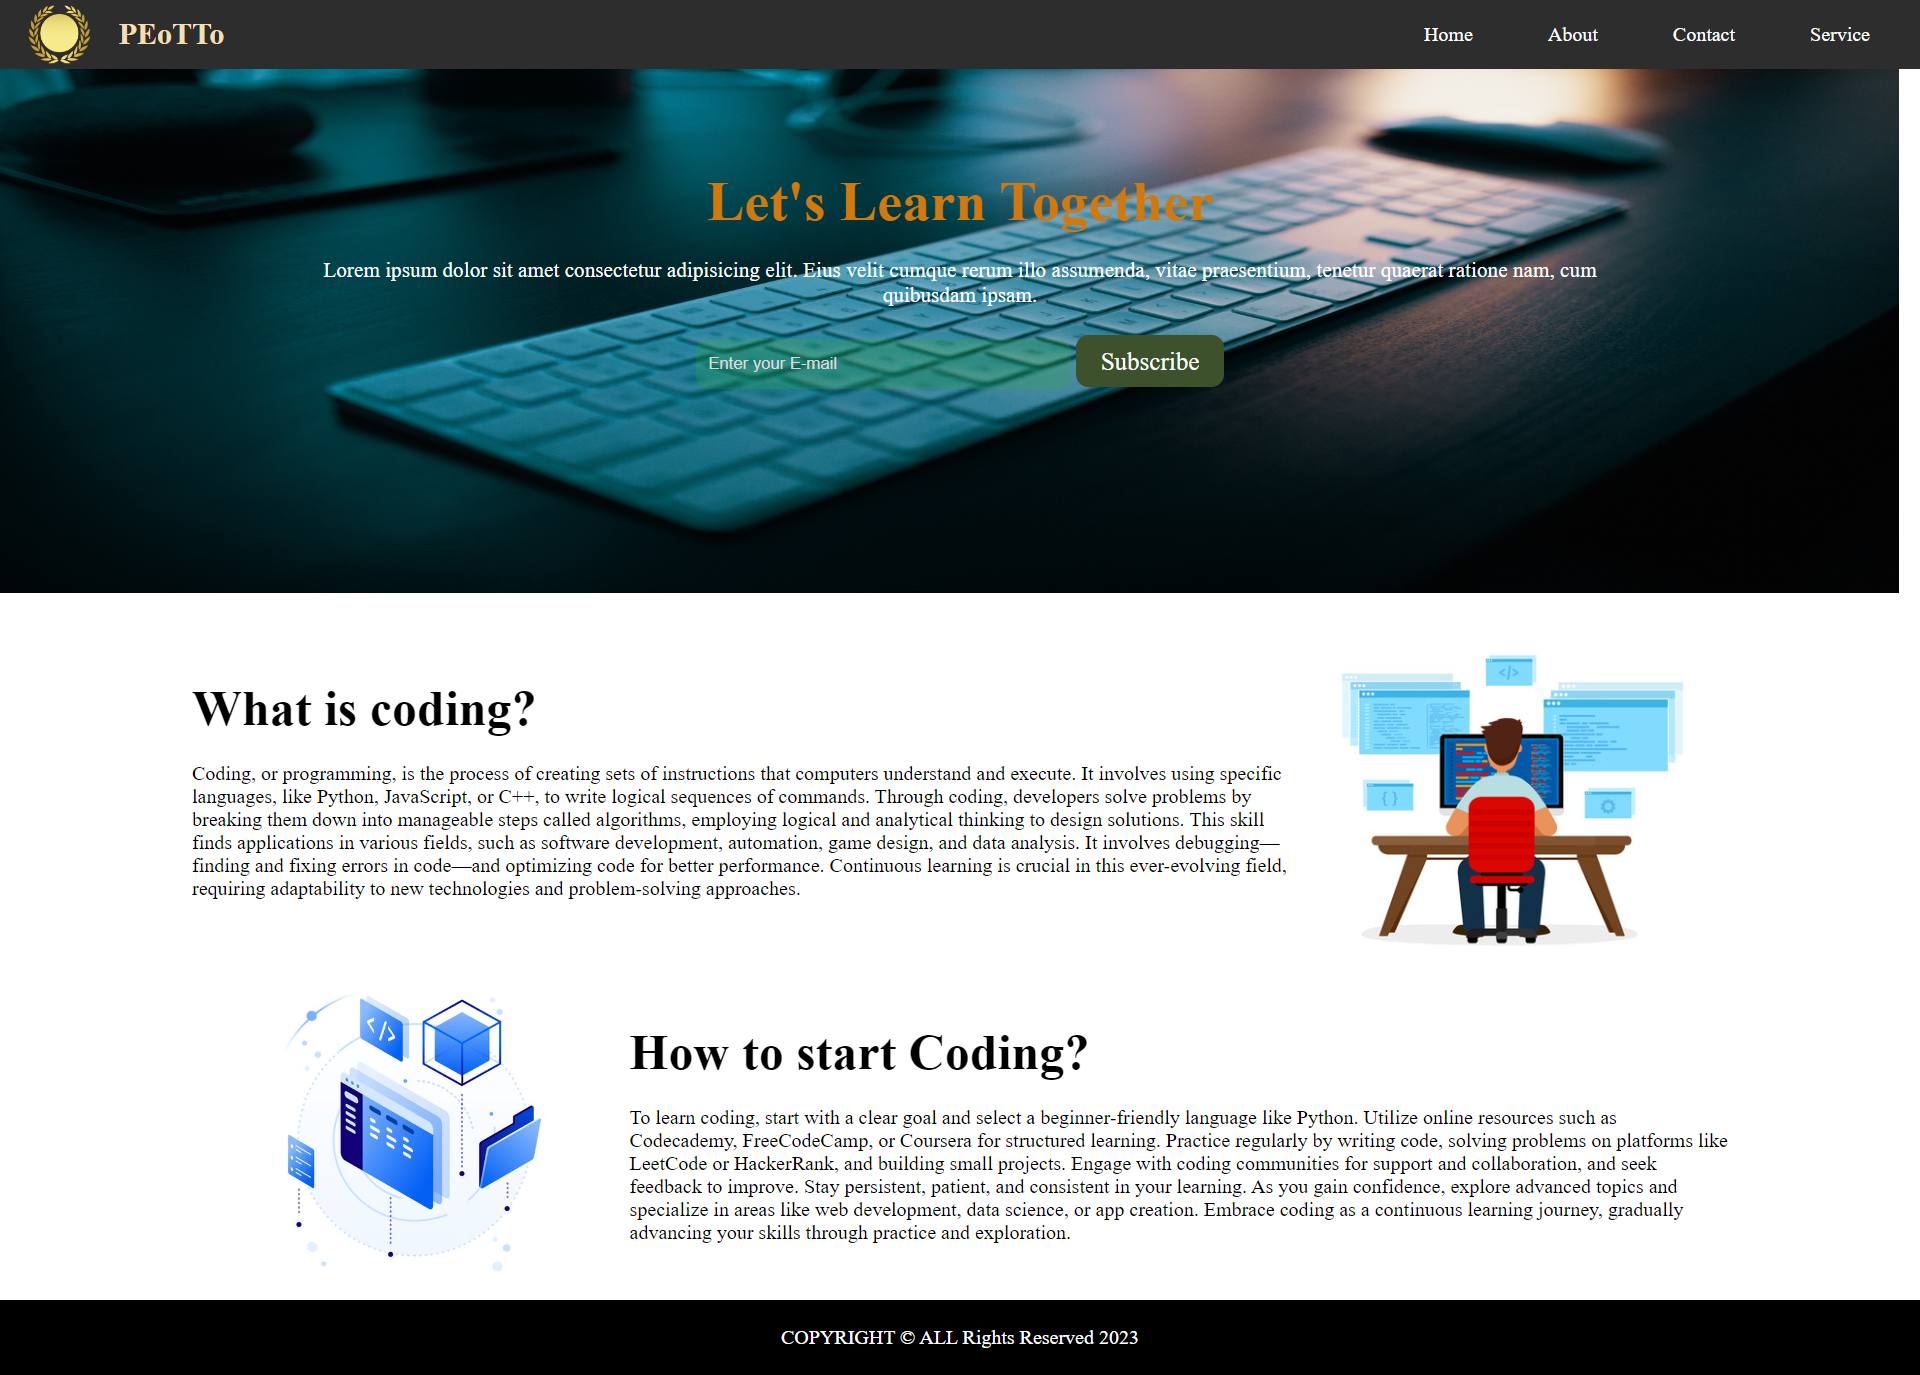 PEoTTo
Home
About
Contact
Service
Let's Learn Together
Lorem ipsum dolor sit amet consectetur adipisicing elit. Eius velit cumque rerum illo assumenda, vitae praesentium, tenetur quaerat ratione nam, cum
quibusdam ipsam.
Enter your E-mail
Subscribe
What is coding?
Coding, or programming, is the process of creating sets of instructions that computers understand and execute. It involves using specific
languages, like Python, JavaScript, or C++, to write logical sequences of commands. Through coding, developers solve problems by
breaking them down into manageable steps called algorithms, employing logical and analytical thinking to design solutions. This skill
finds applications in various fields, such as software development, automation, game design, and data analysis. It involves debugging—
finding and fixing errors in code—and optimizing code for better performance. Continuous learning is crucial in this ever-evolving field,
requiring adaptability to new technologies and problem-solving approaches.
</>
{ }
</>
How to start Coding?
To learn coding, start with a clear goal and select a beginner-friendly language like Python. Utilize online resources such as
Codecademy, FreeCodeCamp, or Coursera for structured learning. Practice regularly by writing code, solving problems on platforms like
LeetCode or HackerRank, and building small projects. Engage with coding communities for support and collaboration, and seek
feedback to improve. Stay persistent, patient, and consistent in your learning. As you gain confidence, explore advanced topics and
specialize in areas like web development, data science, or app creation. Embrace coding as a continuous learning journey, gradually
advancing your skills through practice and exploration.
COPYRIGHT © ALL Rights Reserved 2023